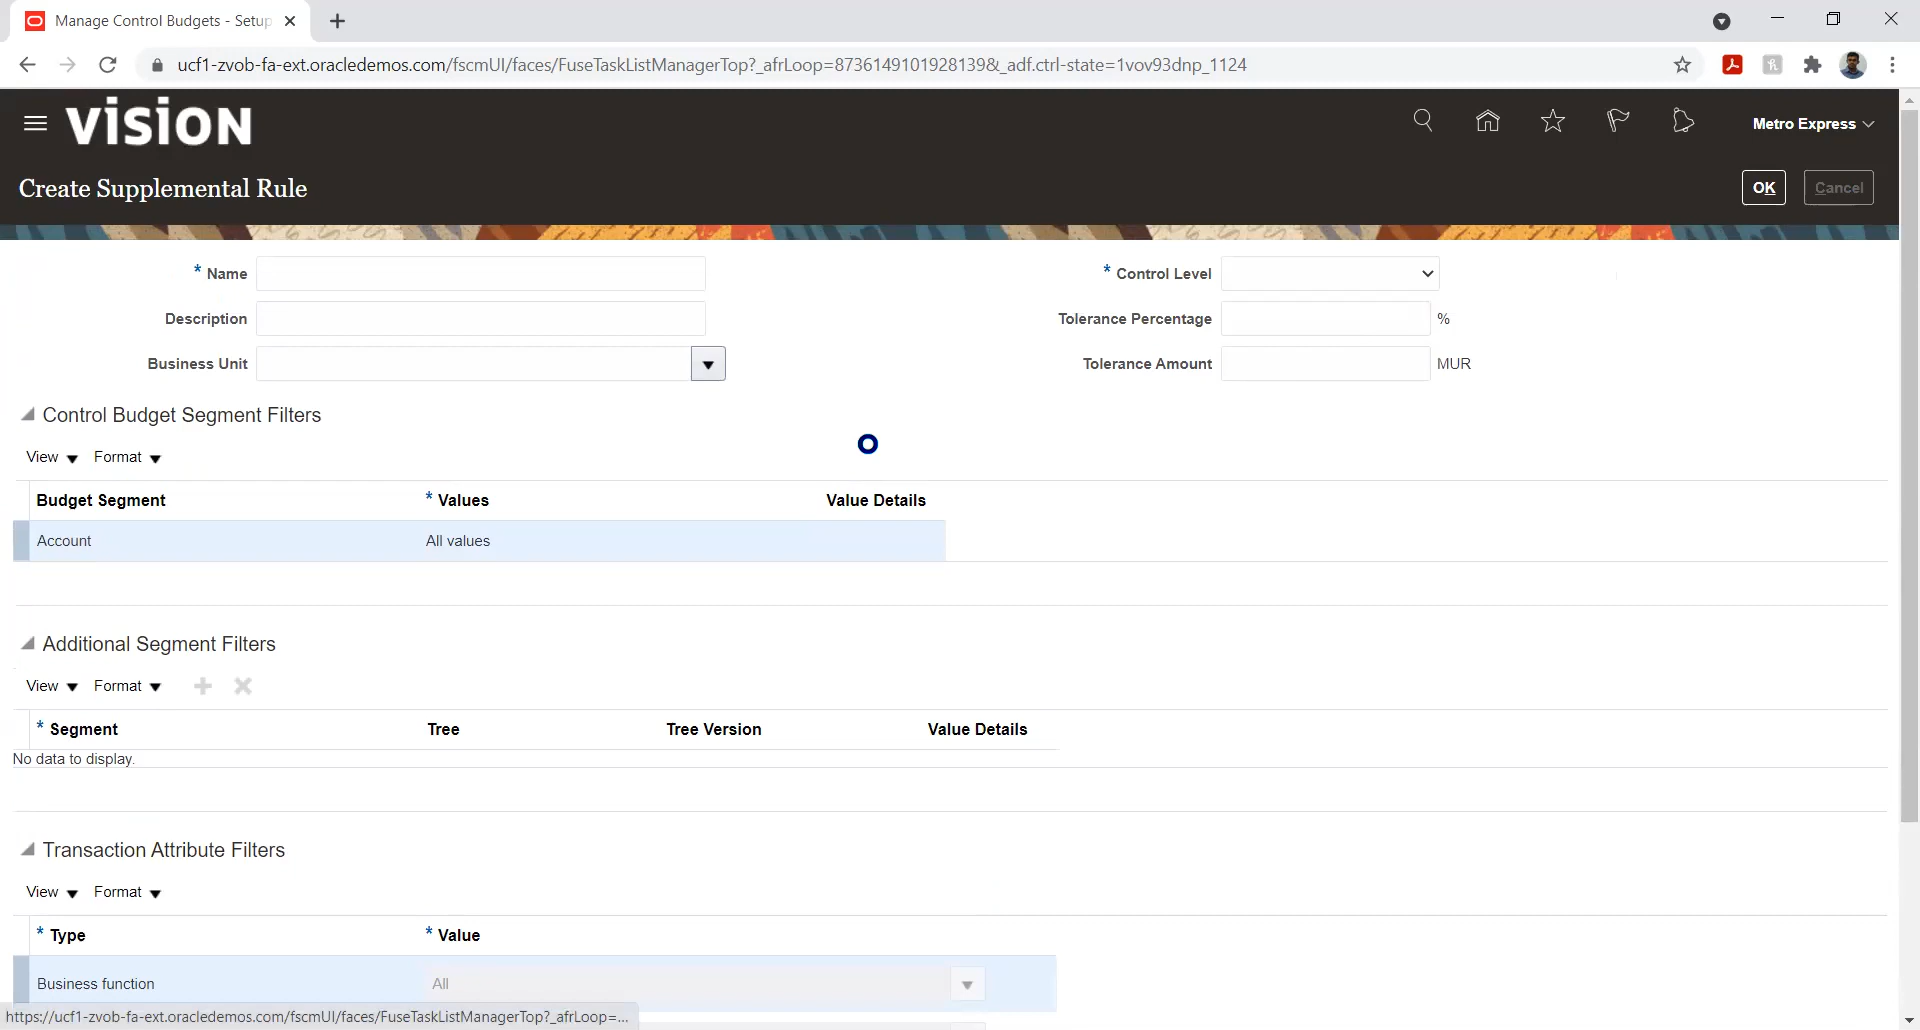 Manage Control Budgets - Setup
ucf1-zvob-fa-ext.oracledemos.com/fscmUI/faces/FuseTaskListManagerTop?_afrLoop=87361491019281​39&_adf.ctrl-state=1vov93dnp_1124
VISION
Metro Express
Create Supplemental Rule
OK
Cancel
* Name
* Control Level
Description
Tolerance Percentage
%
Business Unit
Tolerance Amount
MUR
Control Budget Segment Filters
View
Format
Budget Segment
* Values
Value Details
Account
All values
Additional Segment Filters
View
Format
* Segment
Tree
Tree Version
Value Details
No data to display.
Transaction Attribute Filters
View
Format
* Type
* Value
Business function
All
https://ucf1-zvob-fa-ext.oracledemos.com/fscmUI/faces/FuseTaskListManagerTop?_afrLoop=...